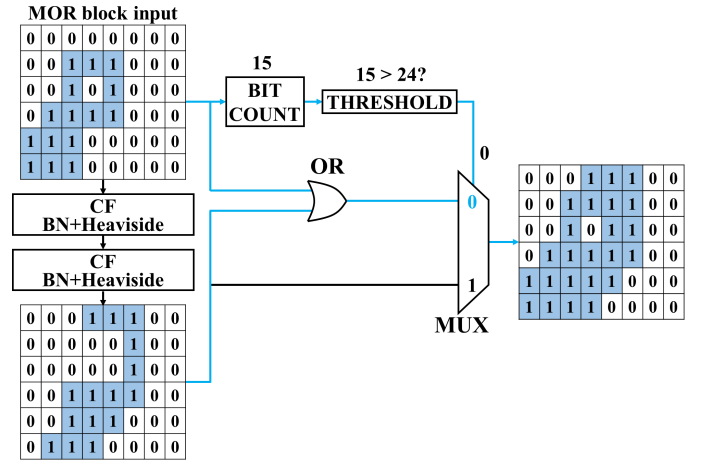 MOR block input
0 0 0 0 0 0 0 0
0 0 1 1 1 0 0 0
0 0 1 0 1 0 0 0
0 1 1 1 1 0 0 0
1 1 1 0 0 0 0 0
1 1 1 0 0 0 0 0
CF
BN+Heaviside
CF
BN+Heaviside
0 0 0 1 1 1 0 0
0 0 0 0 0 1 0 0
0 0 0 0 0 1 0 0
0 0 1 1 1 1 0 0
0 0 1 1 1 0 0 0
0 1 1 1 0 0 0 0
15
BIT
COUNT
15 > 24?
THRESHOLD
OR
0
0
1
MUX
0 0 0 1 1 1 0 0
0 0 1 1 1 1 0 0
0 0 1 0 1 1 0 0
0 1 1 1 1 1 0 0
1 1 1 1 1 0 0 0
1 1 1 1 0 0 0 0